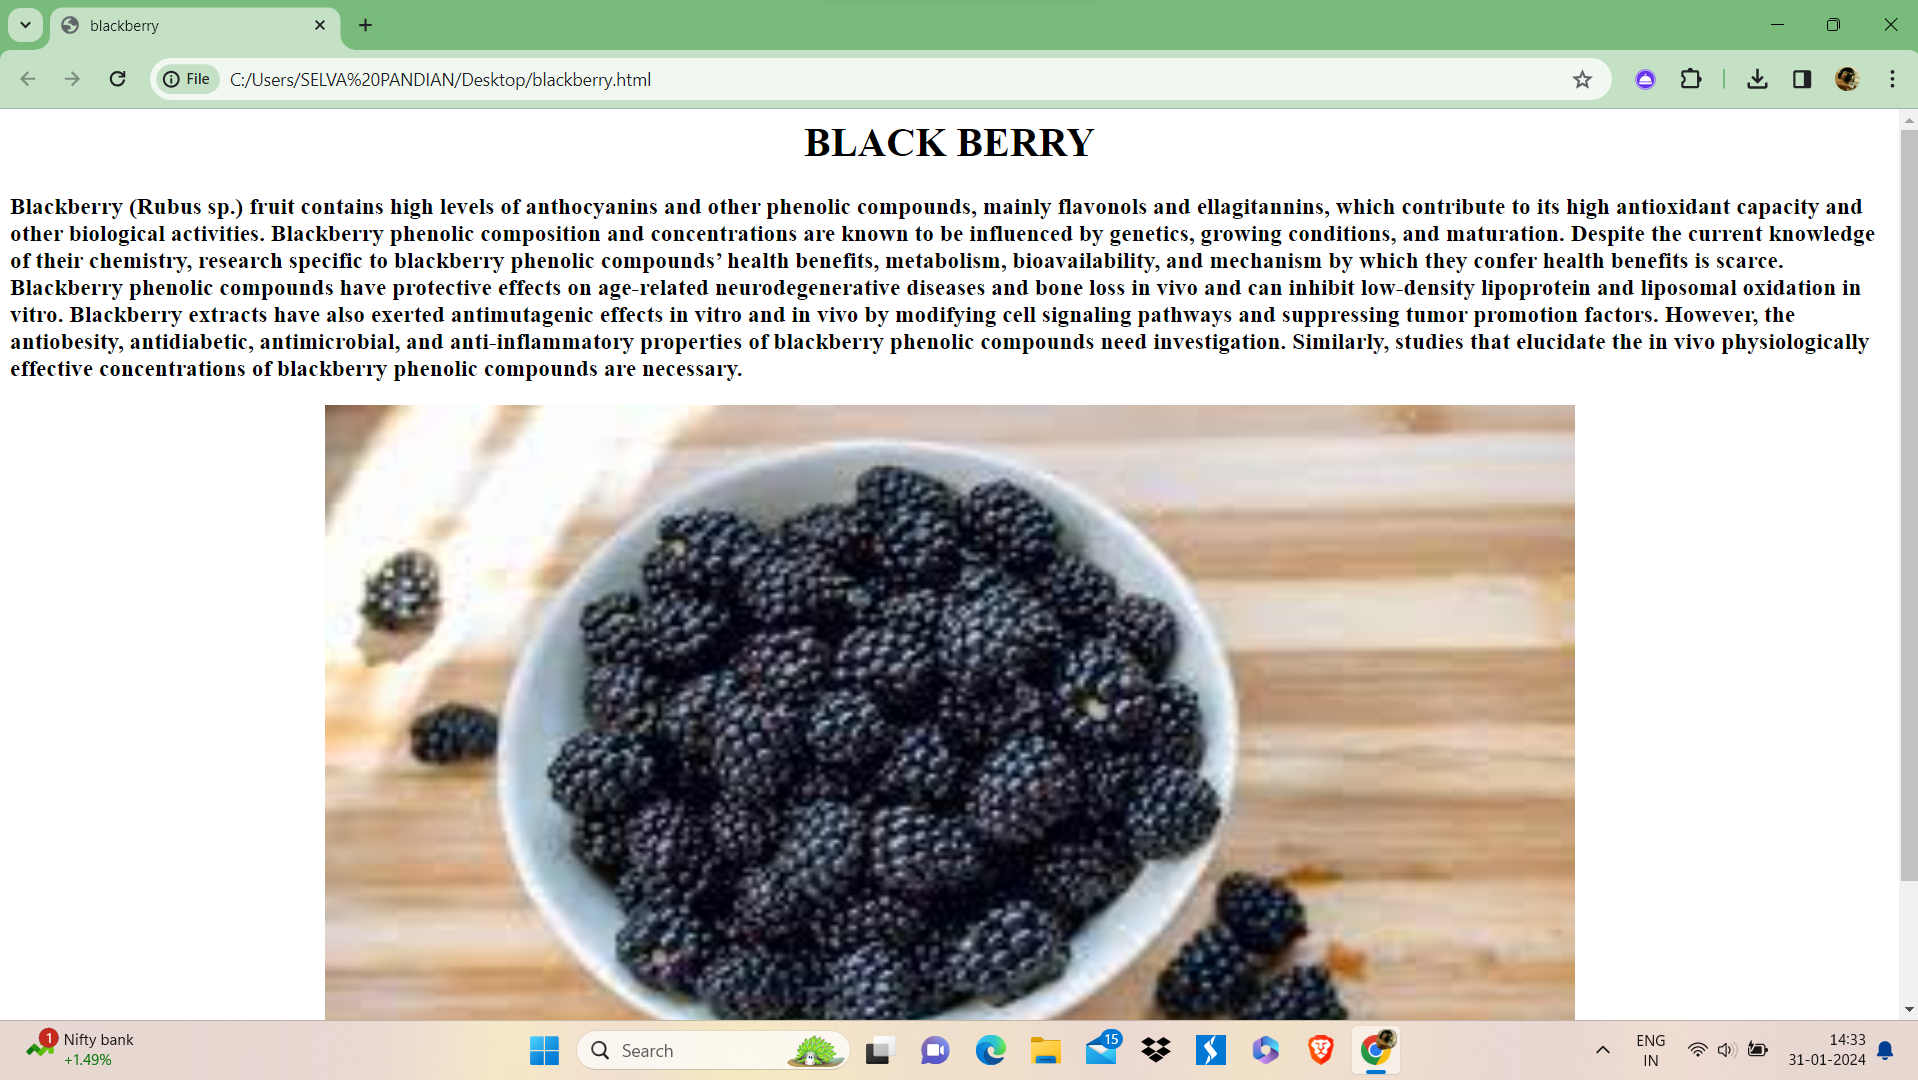 blackberry
File C:/Users/SELVA%20PANDIAN/Desktop/blackberry.html
BLACK BERRY
Blackberry (Rubus sp.) fruit contains high levels of anthocyanins and other phenolic compounds, mainly flavonols and ellagitannins, which contribute to its high antioxidant capacity and
other biological activities. Blackberry phenolic composition and concentrations are known to be influenced by genetics, growing conditions, and maturation. Despite the current knowledge
of their chemistry, research specific to blackberry phenolic compounds’ health benefits, metabolism, bioavailability, and mechanism by which they confer health benefits is scarce.
Blackberry phenolic compounds have protective effects on age-related neurodegenerative diseases and bone loss in vivo and can inhibit low-density lipoprotein and liposomal oxidation in
vitro. Blackberry extracts have also exerted antimutagenic effects in vitro and in vivo by modifying cell signaling pathways and suppressing tumor promotion factors. However, the
antiobesity, antidiabetic, antimicrobial, and anti-inflammatory properties of blackberry phenolic compounds need investigation. Similarly, studies that elucidate the in vivo physiologically
effective concentrations of blackberry phenolic compounds are necessary.
1 Nifty bank
+1.49%
Search
15
ENG
IN
14:33
31-01-2024